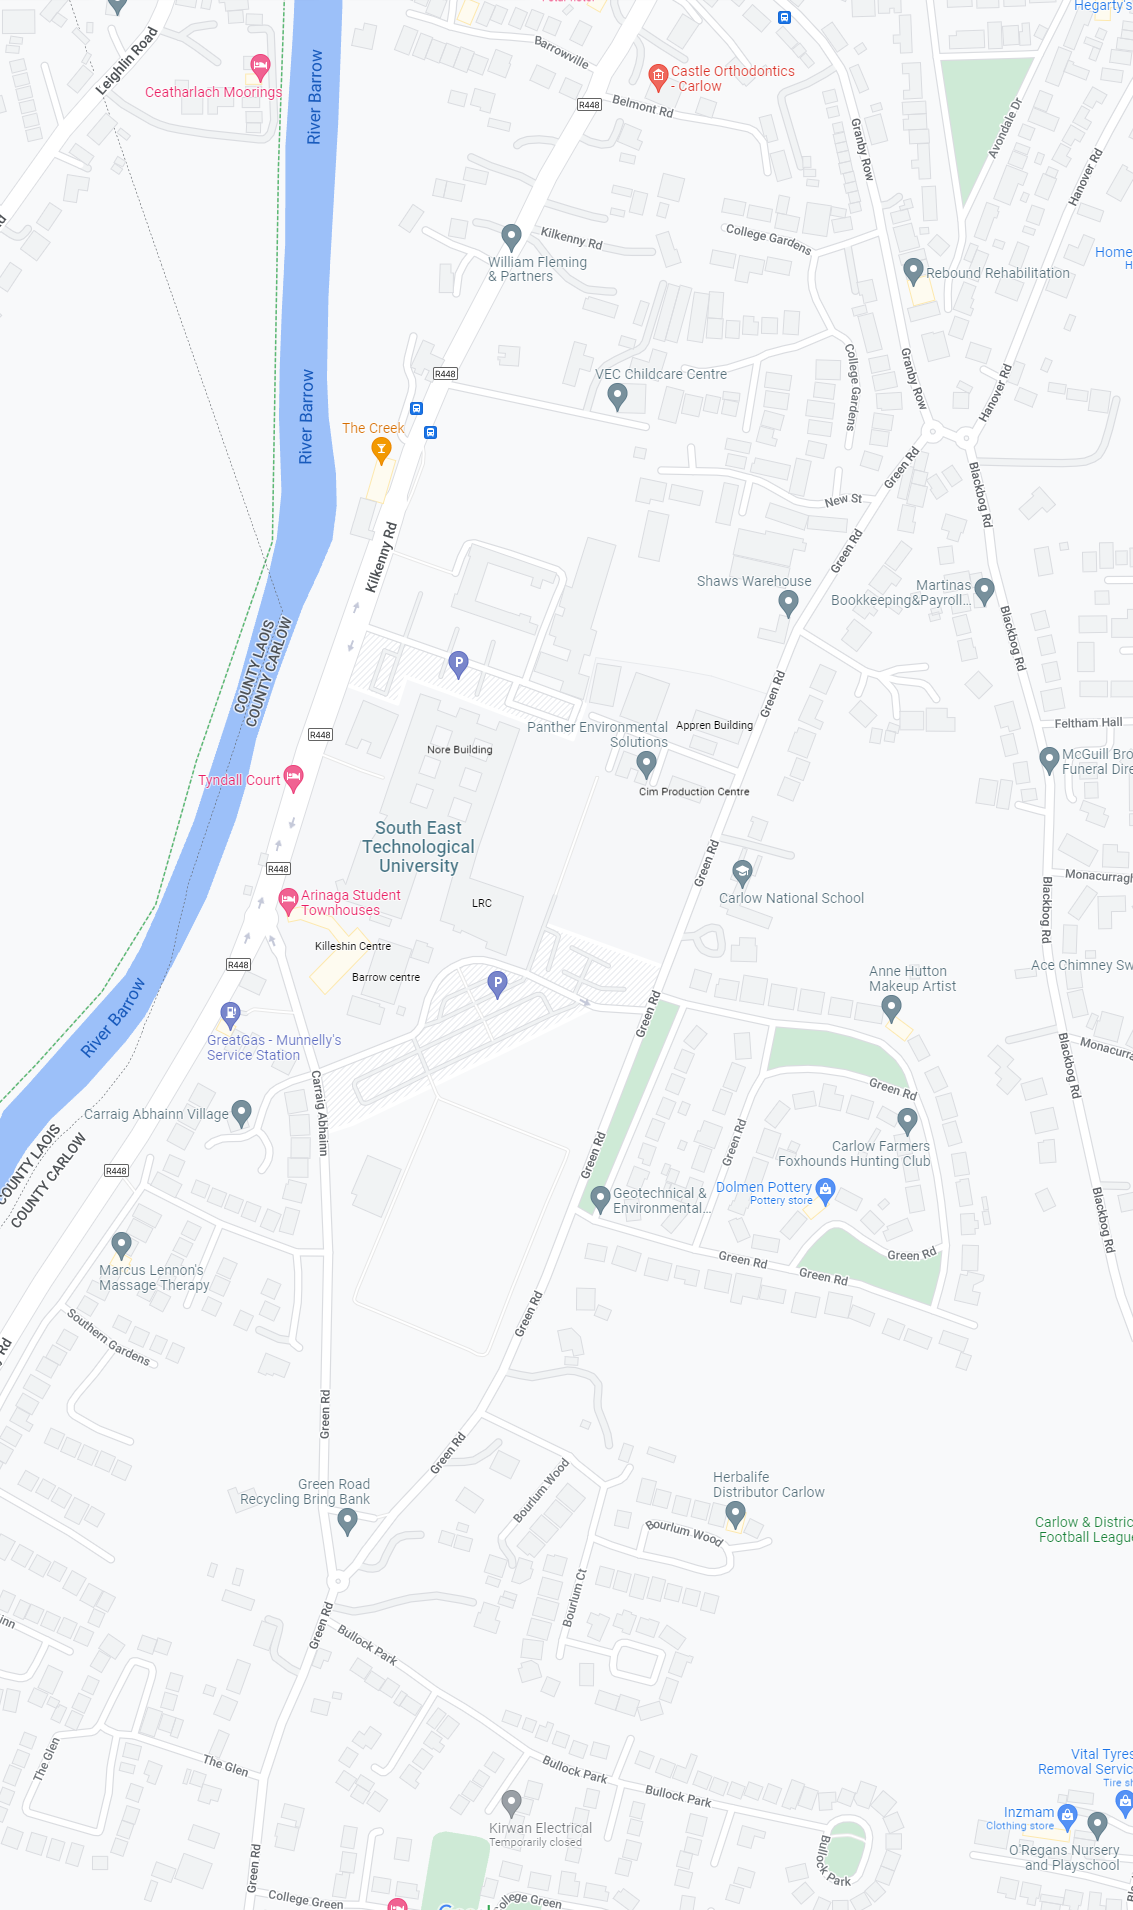 Hegarty's
Leighlin Road
Barrowville
River Barrow
Castle Orthodontics
- Carlow
Ceatharlach Moorings
R448
Belmont Rd
Granby Row
Avondale Dr
Hanover Rd
Kilkenny Rd
College Gardens
William Fleming
& Partners
Home
H
Rebound Rehabilitation
R448
VEC Childcare Centre
College Gardens
Granby Row
Hanover Rd
River Barrow
The Creek
Green Rd
Blackbog Rd
New St
Kilkenny Rd
Green Rd
Shaws Warehouse
Martinas
Bookkeeping&Payroll...
COUNTY LAOIS
COUNTY CARLOW
Blackbog Rd
P
Green Rd
Feltham Hall
R448
Nore Building
Panther Environmental
Solutions
Appren Building
McGuill Bro
Funeral Dire
Tyndall Court
Cim Production Centre
South East
Technological
University
R448
Green Rd
Monacurragh
Arinaga Student
Townhouses
LRC
Carlow National School
Blackbog Rd
Killeshin Centre
R448
Barrow centre
Anne Hutton
Makeup Artist
Ace Chimney Sw
P
River Barrow
Green Rd
GreatGas - Munnelly's
Service Station
Monacurra
Blackbog Rd
Green Rd
Carraig Abhainn
Carraig Abhainn Village
COUNTY LAOIS
COUNTY CARLOW
Green Rd
Green Rd
Carlow Farmers
Foxhounds Hunting Club
R448
Dolmen Pottery
Pottery store
Geotechnical &
Environmental...
Blackbog Rd
Marcus Lennon's
Massage Therapy
Green Rd
Green Rd
Green Rd
Green Rd
Southern Gardens
y Rd
Green Rd
Green Rd
Bourlum Wood
Green Road
Recycling Bring Bank
Herbalife
Distributor Carlow
Bourlum Wood
Carlow & Distric
Football League
Bourlum Ct
inn
Green Rd
Bullock Park
The Glen
The Glen
Bullock Park
Bullock Park
Vital Tyres
Removal Servic
Tire sh
Inzmam
Clothing store
Kirwan Electrical
Temporarily closed
Bullock Park
O'Regans Nursery
and Playschool
Green Rd
College Green
College Green